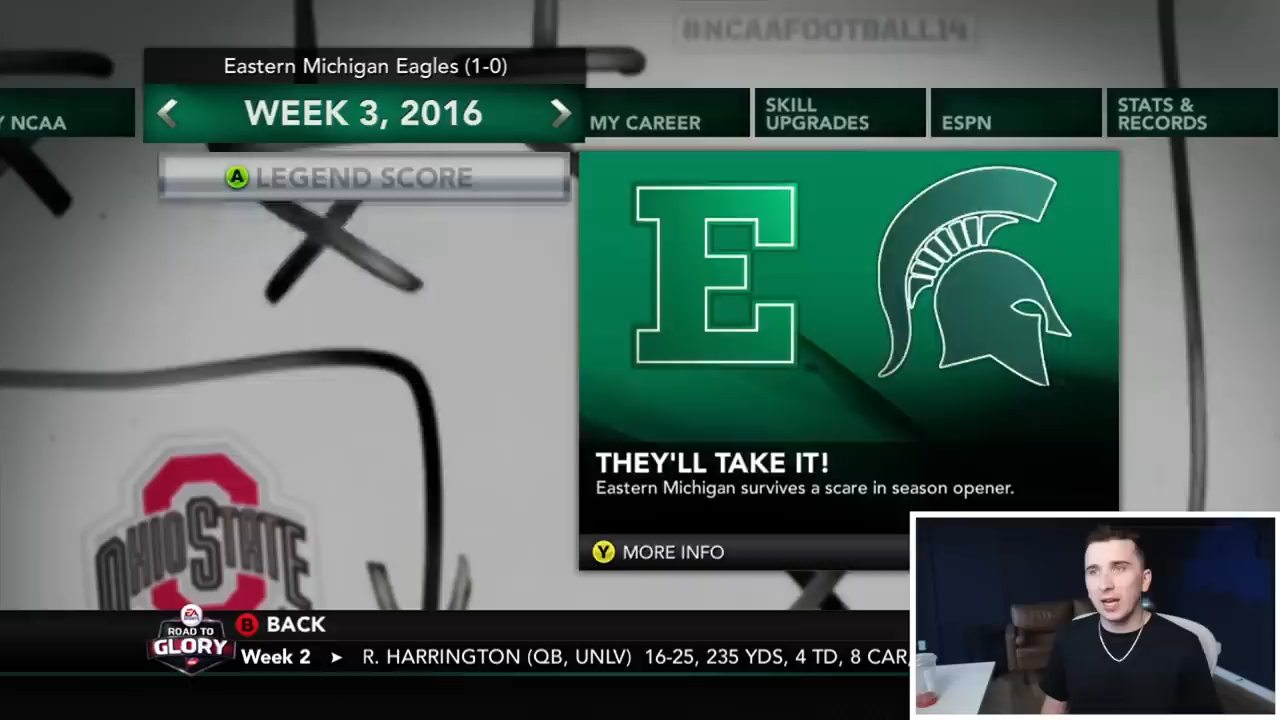 #NCAAFOOTBALL14
Eastern Michigan Eagles (1-0)
Y NCAA
WEEK 3, 2016
MY CAREER
SKILL
UPGRADES
ESPN
STATS &
RECORDS
A LEGEND SCORE
E
THEY'LL TAKE IT!
Eastern Michigan survives a scare in season opener.
Y MORE INFO
OHIO STATE
EA
SPORTS
ROAD TO
GLORY
B BACK
Week 2 ➤ R. HARRINGTON (QB, UNLV) 16-25, 235 YDS, 4 TD, 8 CAR,